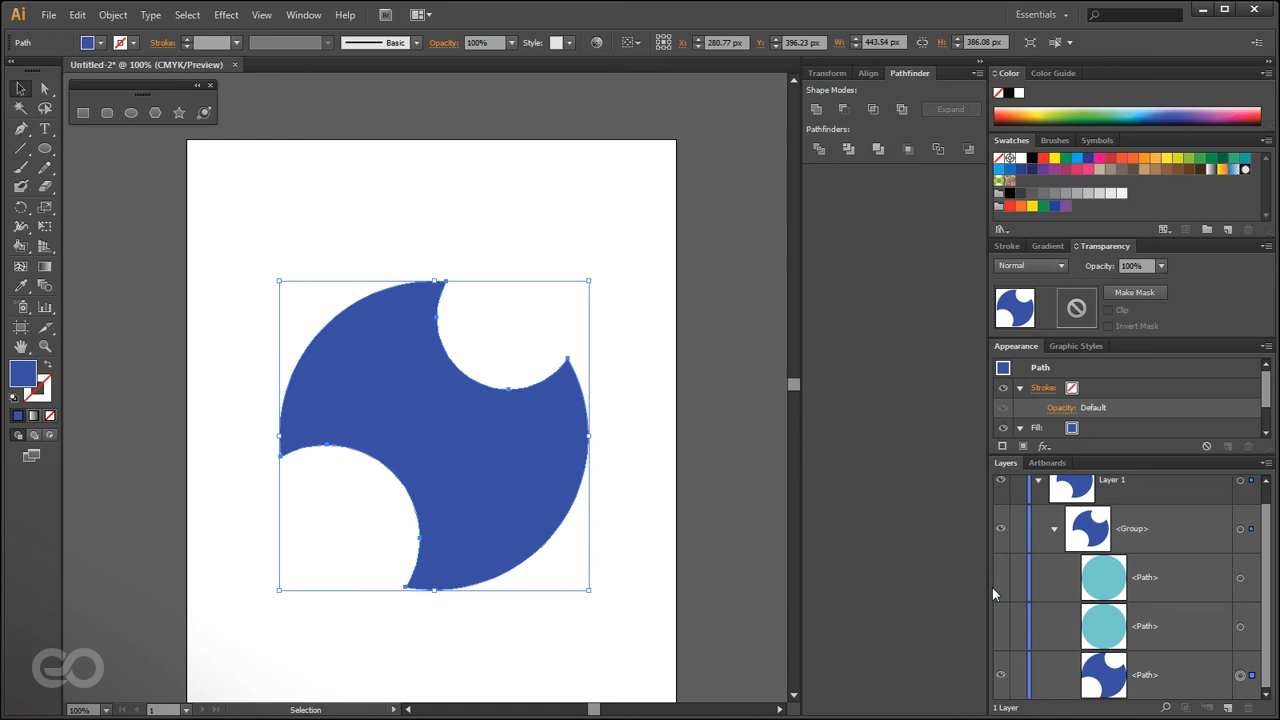 Ai File Edit Object Type Select Effect View Window Help Br Essentials
Path Stroke: Basic Opacity: 100% Style: X: 280.77 px Y: 396.23 px W: 443.54 px H: 386.08 px
Untitled-2* @ 100% (CMYK/Preview) ×
Transform Align Pathfinder
Shape Modes:
Expand
Pathfinders:
Color Color Guide
Swatches Brushes Symbols
Stroke Gradient Transparency
Normal Opacity: 100%
Make Mask
Clip
Invert Mask
Appearance Graphic Styles
Path
Stroke:
Opacity: Default
Fill:
fx
Layers Artboards
Layer 1
<Group>
<Path>
<Path>
<Path>
1 Layer
100% 1 Selection